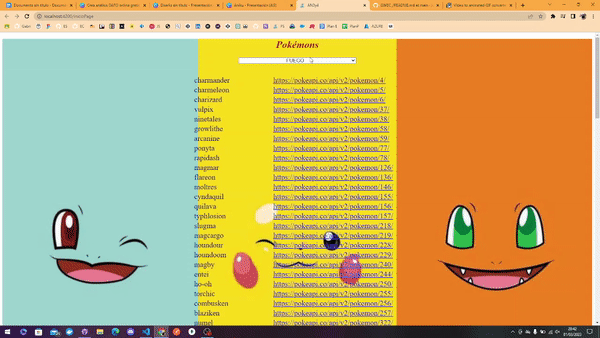 localhost
Pokémons
FUEGO
charmander https://pokeapi.co/api/v2/pokemon/4/
charmeleon https://pokeapi.co/api/v2/pokemon/5/
charizard https://pokeapi.co/api/v2/pokemon/6/
vulpix https://pokeapi.co/api/v2/pokemon/37/
ninetales https://pokeapi.co/api/v2/pokemon/38/
growlithe https://pokeapi.co/api/v2/pokemon/58/
arcanine https://pokeapi.co/api/v2/pokemon/59/
ponyta https://pokeapi.co/api/v2/pokemon/77/
rapidash https://pokeapi.co/api/v2/pokemon/78/
magmar https://pokeapi.co/api/v2/pokemon/126/
flareon https://pokeapi.co/api/v2/pokemon/136/
moltres https://pokeapi.co/api/v2/pokemon/146/
cyndaquil https://pokeapi.co/api/v2/pokemon/155/
quilava https://pokeapi.co/api/v2/pokemon/156/
typhlosion https://pokeapi.co/api/v2/pokemon/157/
slugma https://pokeapi.co/api/v2/pokemon/218/
magcargo https://pokeapi.co/api/v2/pokemon/219/
houndour https://pokeapi.co/api/v2/pokemon/228/
houndoom https://pokeapi.co/api/v2/pokemon/229/
magby https://pokeapi.co/api/v2/pokemon/240/
entei https://pokeapi.co/api/v2/pokemon/244/
ho-oh https://pokeapi.co/api/v2/pokemon/250/
torchic https://pokeapi.co/api/v2/pokemon/255/
combusken https://pokeapi.co/api/v2/pokemon/256/
blaziken https://pokeapi.co/api/v2/pokemon/257/
numel https://pokeapi.co/api/v2/pokemon/322/